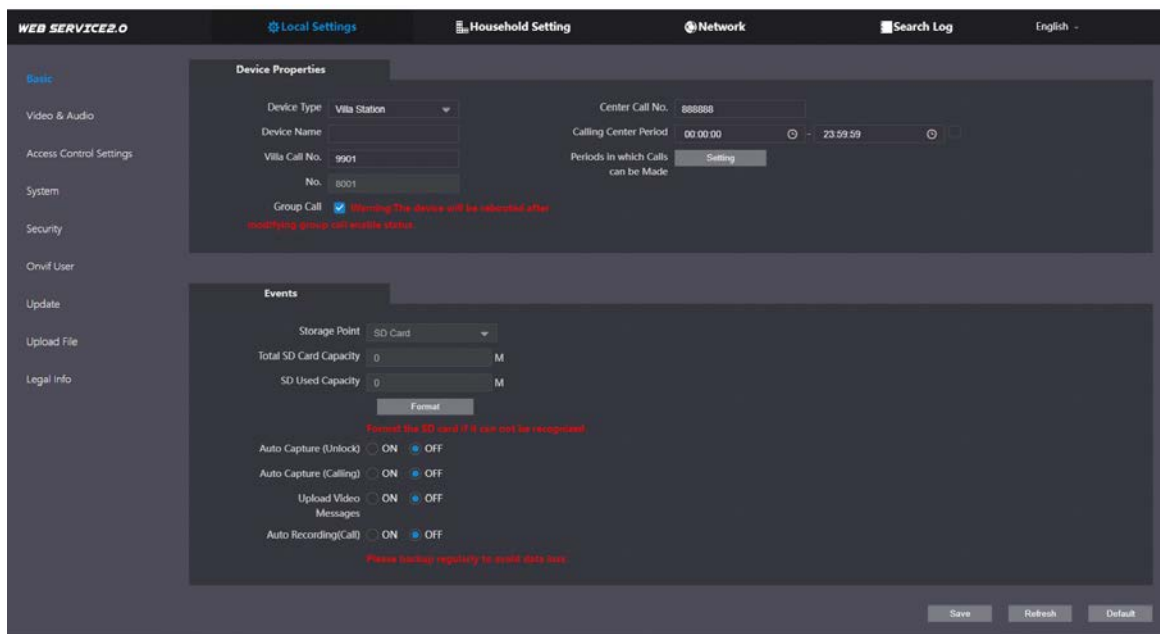 WEB SERVICE2.0 Local Settings Household Setting Network Search Log English
Basic
Video & Audio
Access Control Settings
System
Security
Onvif User
Update
Upload File
Legal Info
Device Properties
Device Type Villa Station
Device Name
Villa Call No. 9901
No. 8001
Group Call Warning:The device will be rebooted after
modifying group call enable status.
Center Call No. 888888
Calling Center Period 00:00:00 - 23:59:59
Periods in which Calls Setting
can be Made
Events
Storage Point SD Card
Total SD Card Capacity 0 M
SD Used Capacity 0 M
Format
Format the SD card if it can not be recognized.
Auto Capture (Unlock) ON OFF
Auto Capture (Calling) ON OFF
Upload Video ON OFF
Messages
Auto Recording(Call) ON OFF
Please backup regularly to avoid data loss.
Save Refresh Default